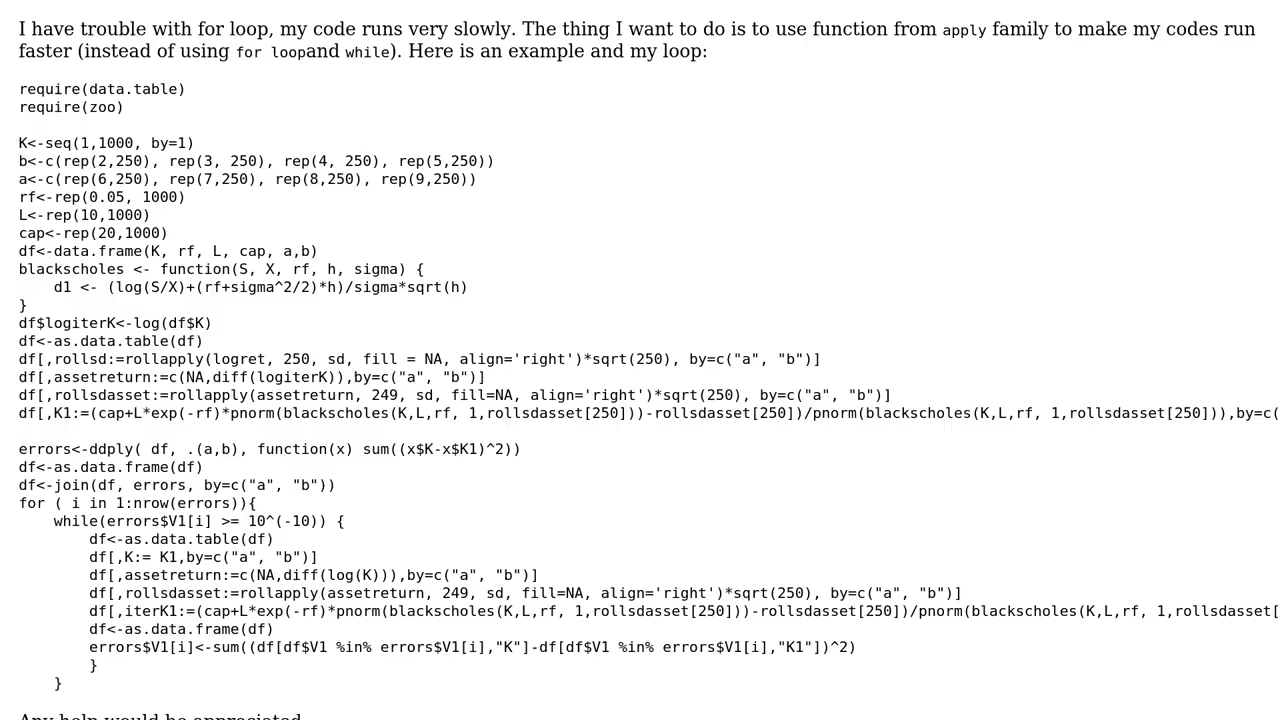 I have trouble with for loop, my code runs very slowly. The thing I want to do is to use function from apply family to make my codes run
faster (instead of using for loopand while). Here is an example and my loop:
require(data.table)
require(zoo)
K<-seq(1,1000, by=1)
b<-c(rep(2,250), rep(3, 250), rep(4, 250), rep(5,250))
a<-c(rep(6,250), rep(7,250), rep(8,250), rep(9,250))
rf<-rep(0.05, 1000)
L<-rep(10,1000)
cap<-rep(20,1000)
df<-data.frame(K, rf, L, cap, a,b)
blackscholes <- function(S, X, rf, h, sigma) {
    d1 <- (log(S/X)+(rf+sigma^2/2)*h)/sigma*sqrt(h)
}
df$logiterK<-log(df$K)
df<-as.data.table(df)
df[,rollsd:=rollapply(logret, 250, sd, fill = NA, align='right')*sqrt(250), by=c("a", "b")]
df[,assetreturn:=c(NA,diff(logiterK)),by=c("a", "b")]
df[,rollsdasset:=rollapply(assetreturn, 249, sd, fill=NA, align='right')*sqrt(250), by=c("a", "b")]
df[,K1:=(cap+L*exp(-rf)*pnorm(blackscholes(K,L,rf, 1,rollsdasset[250]))-rollsdasset[250])/pnorm(blackscholes(K,L,rf, 1,rollsdasset[250])),by=c(
errors<-ddply( df, .(a,b), function(x) sum((x$K-x$K1)^2))
df<-as.data.frame(df)
df<-join(df, errors, by=c("a", "b"))
for ( i in 1:nrow(errors)){
    while(errors$V1[i] >= 10^(-10)) {
        df<-as.data.table(df)
        df[,K:= K1,by=c("a", "b")]
        df[,assetreturn:=c(NA,diff(log(K))),by=c("a", "b")]
        df[,rollsdasset:=rollapply(assetreturn, 249, sd, fill=NA, align='right')*sqrt(250), by=c("a", "b")]
        df[,iterK1:=(cap+L*exp(-rf)*pnorm(blackscholes(K,L,rf, 1,rollsdasset[250]))-rollsdasset[250])/pnorm(blackscholes(K,L,rf, 1,rollsdasset[
        df<-as.data.frame(df)
        errors$V1[i]<-sum((df[df$V1 %in% errors$V1[i],"K"]-df[df$V1 %in% errors$V1[i],"K1"])^2)
        }
    }
Any help would be appreciated